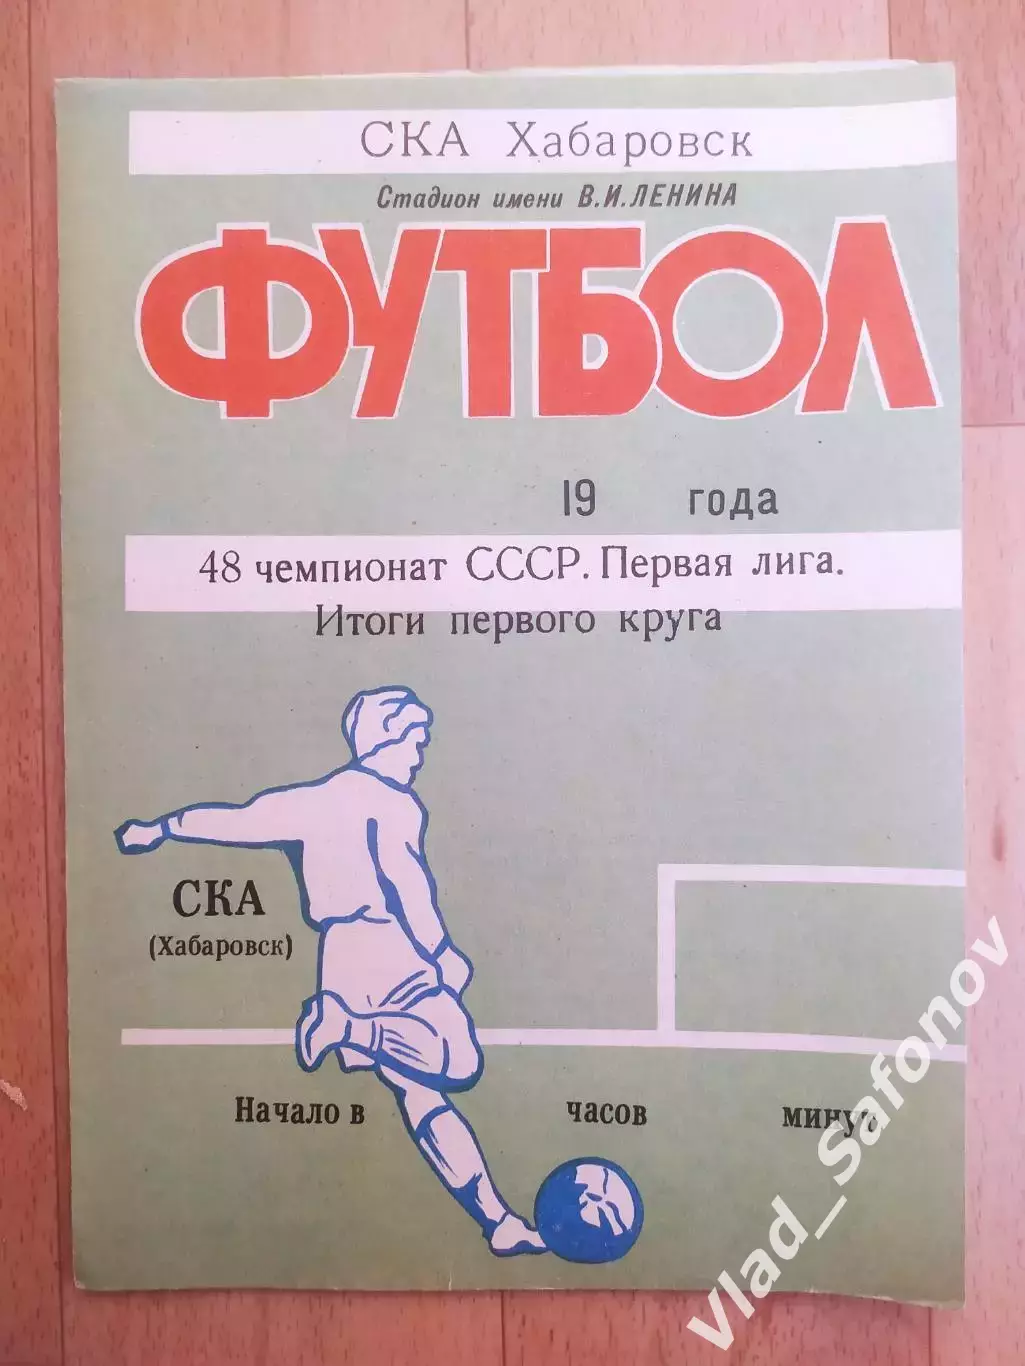 СКА Хабаровск
Стадион имени В.И.ЛЕНИНА
ФУТБОЛ
19 года
48 чемпионат СССР. Первая лига.
Итоги первого круга
СКА
(Хабаровск)
Начало в часов минут
Vlad_Safonov